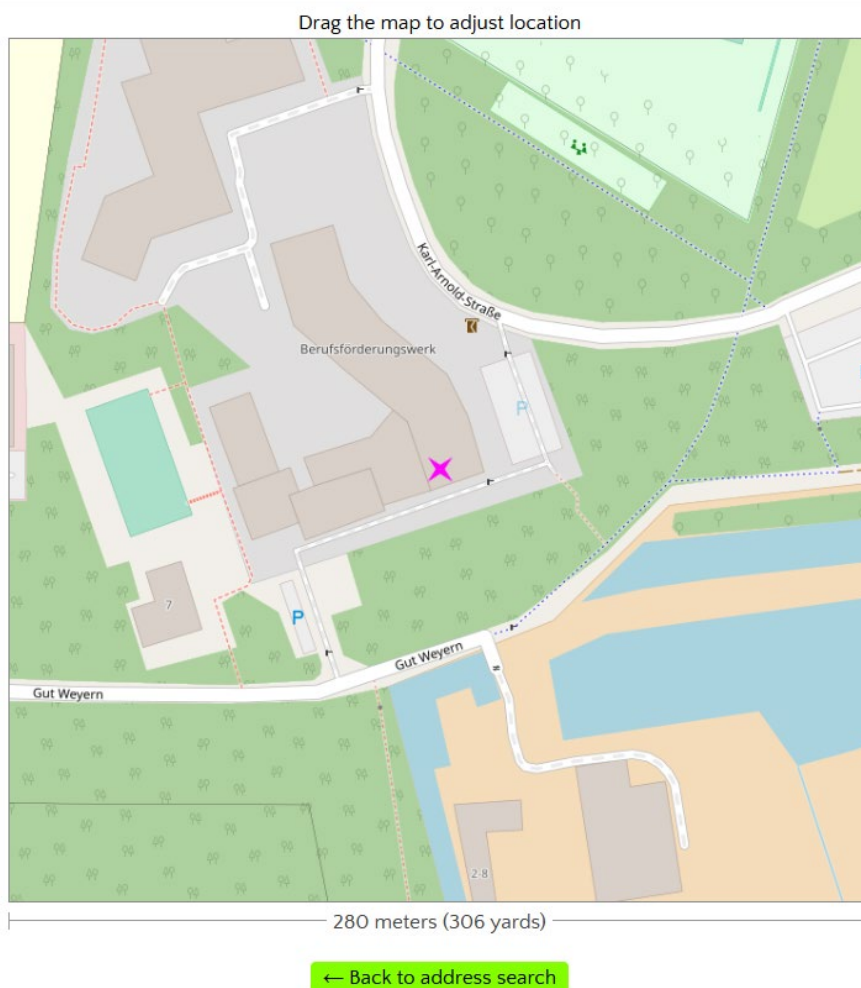 Drag the map to adjust location
Karl-Arnold-Straße
Berufsförderungswerk
P
7
P
Gut Weyern
Gut Weyern
2-8
280 meters (306 yards)
← Back to address search